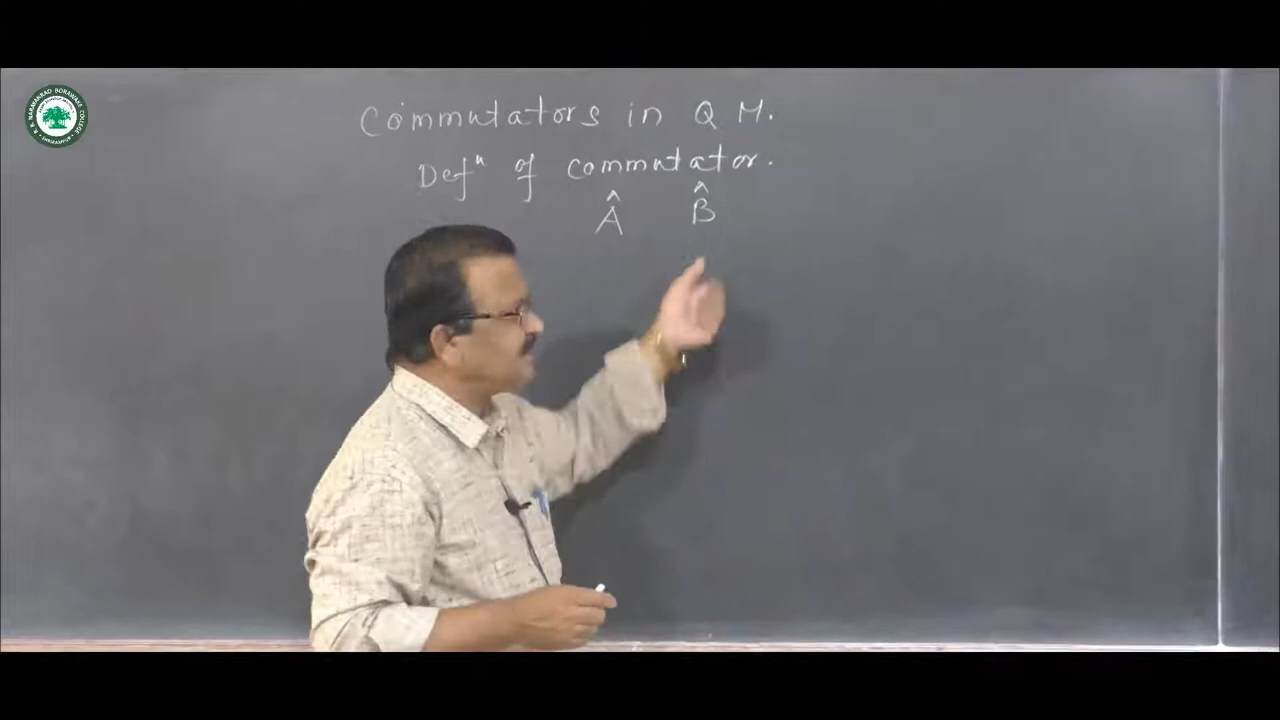 Commutators in Q M.
Defⁿ of commutator.
Â B̂